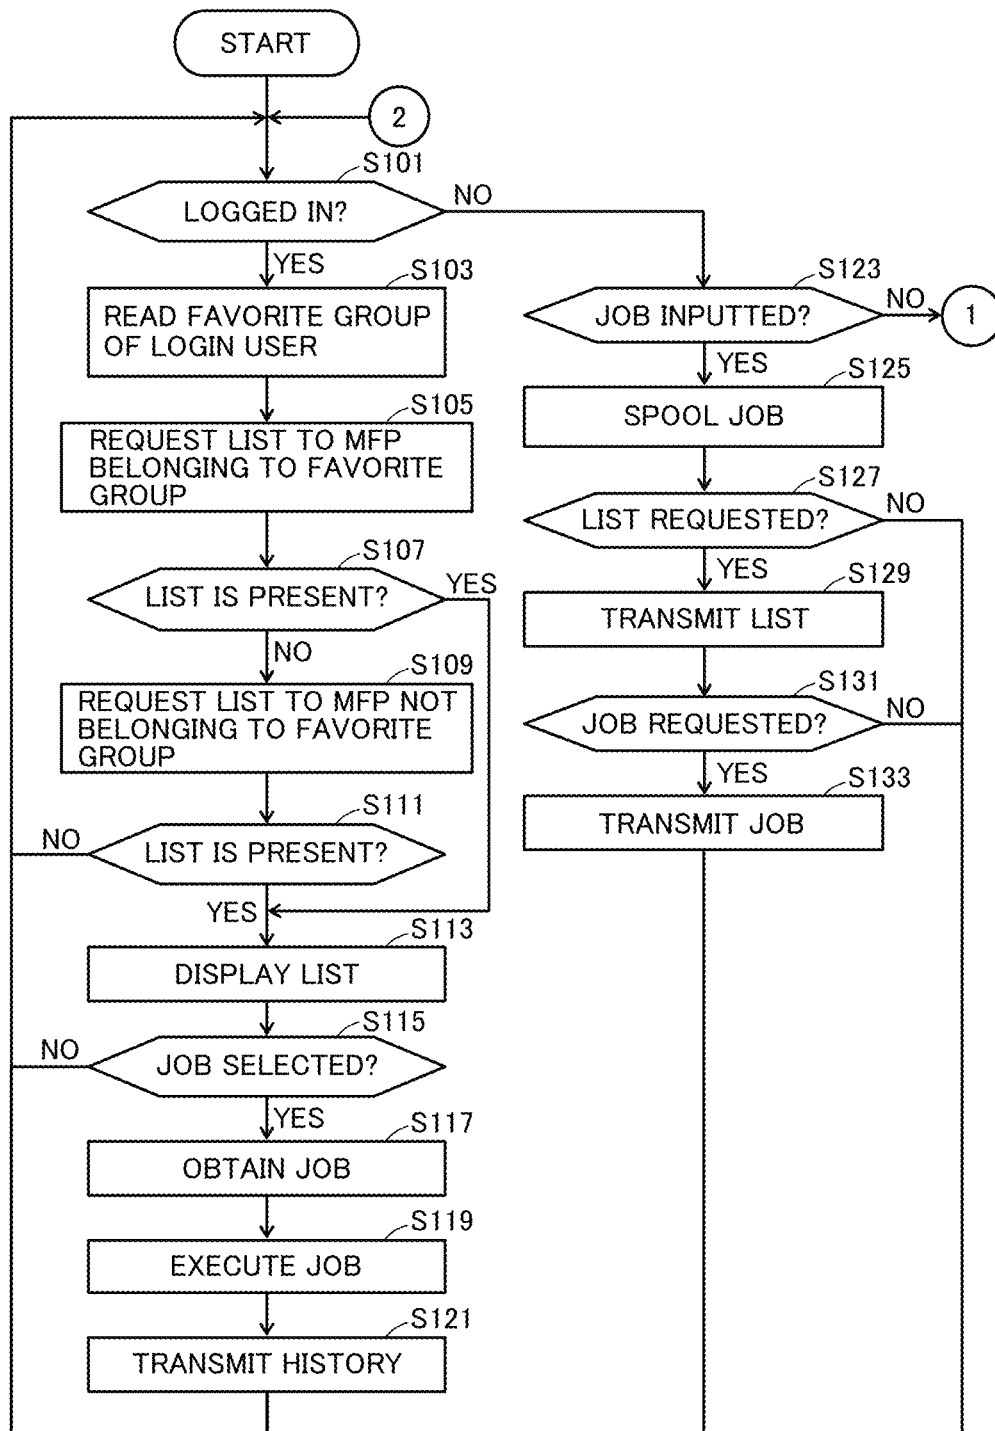 START
2
S101
LOGGED IN?
NO
YES
S103
READ FAVORITE GROUP
OF LOGIN USER
S105
REQUEST LIST TO MFP
BELONGING TO FAVORITE
GROUP
S107
LIST IS PRESENT?
YES
NO
S109
REQUEST LIST TO MFP NOT
BELONGING TO FAVORITE
GROUP
S111
NO
LIST IS PRESENT?
YES
S113
DISPLAY LIST
S115
NO
JOB SELECTED?
YES
S117
OBTAIN JOB
S119
EXECUTE JOB
S121
TRANSMIT HISTORY
S123
JOB INPUTTED?
NO
1
YES
S125
SPOOL JOB
S127
LIST REQUESTED?
NO
YES
S129
TRANSMIT LIST
S131
JOB REQUESTED?
NO
YES
S133
TRANSMIT JOB